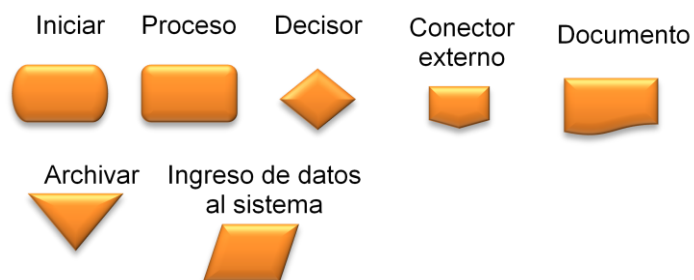 Iniciar
Proceso
Decisor
Conector
externo
Documento
Archivar
Ingreso de datos
al sistema